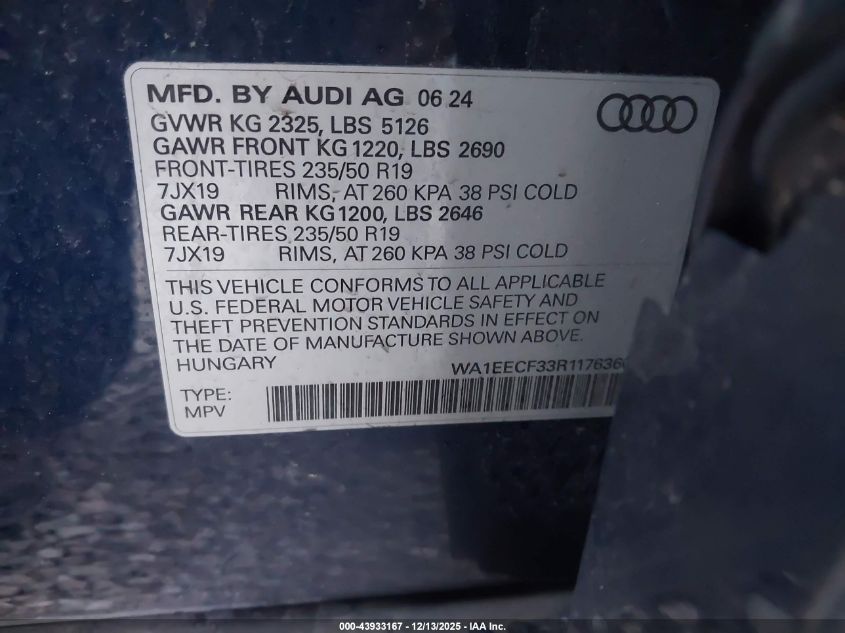 MFD. BY AUDI AG 06 24
GVWR KG 2325, LBS 5126
GAWR FRONT KG 1220, LBS 2690
FRONT-TIRES 235/50 R19
7JX19 RIMS, AT 260 KPA 38 PSI COLD
GAWR REAR KG 1200, LBS 2646
REAR-TIRES 235/50 R19
7JX19 RIMS, AT 260 KPA 38 PSI COLD
THIS VEHICLE CONFORMS TO ALL APPLICABLE
U.S. FEDERAL MOTOR VEHICLE SAFETY AND
THEFT PREVENTION STANDARDS IN EFFECT ON
THE DATE OF MANUFACTURE SHOWN ABOVE.
HUNGARY
TYPE:
MPV
000-43933167 - 12/13/2025 - IAA Inc.